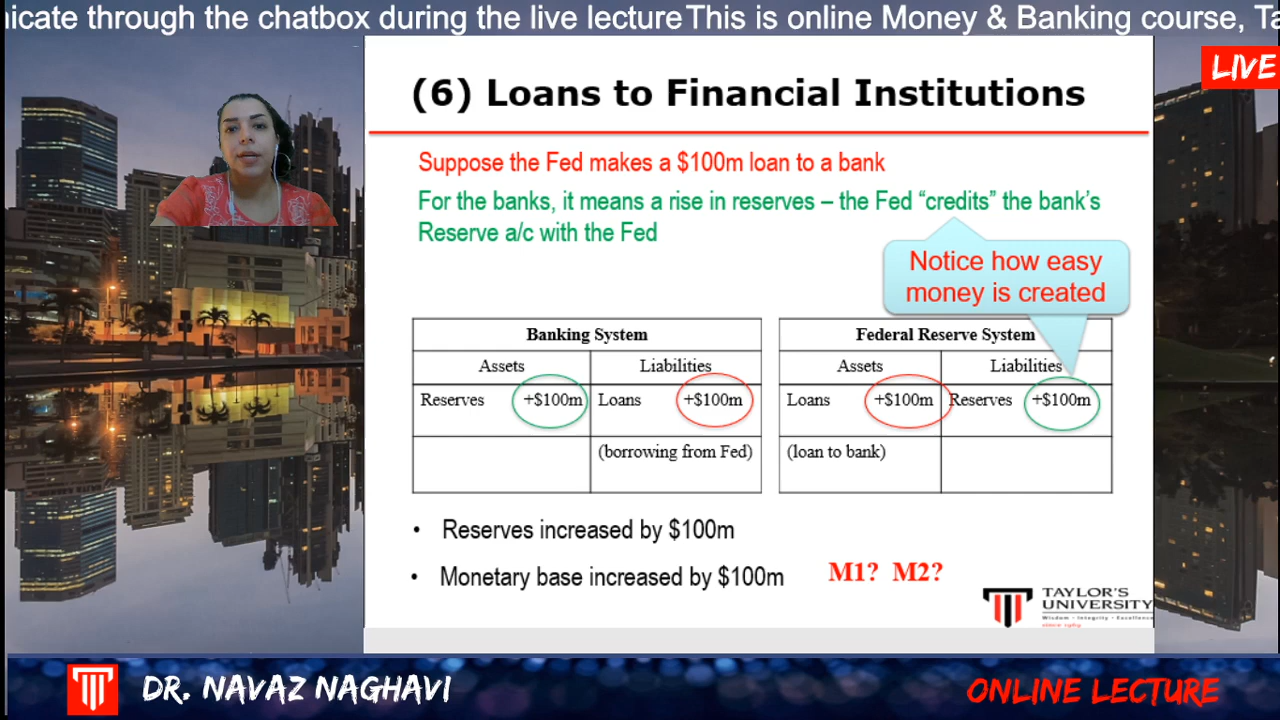 nicate through the chatbox during the live lecture This is online Money & Banking course, Ta
LIVE
(6) Loans to Financial Institutions
Suppose the Fed makes a $100m loan to a bank
For the banks, it means a rise in reserves – the Fed “credits” the bank’s
Reserve a/c with the Fed
Notice how easy
money is created
Banking System
Assets Liabilities
Reserves +$100m Loans +$100m
(borrowing from Fed)
Federal Reserve System
Assets Liabilities
Loans +$100m Reserves +$100m
(loan to bank)
• Reserves increased by $100m
• Monetary base increased by $100m
M1? M2?
TAYLOR'S
UNIVERSITY
Wisdom · Integrity · Excellence
since 1969
DR. NAVAZ NAGHAVI
ONLINE LECTURE